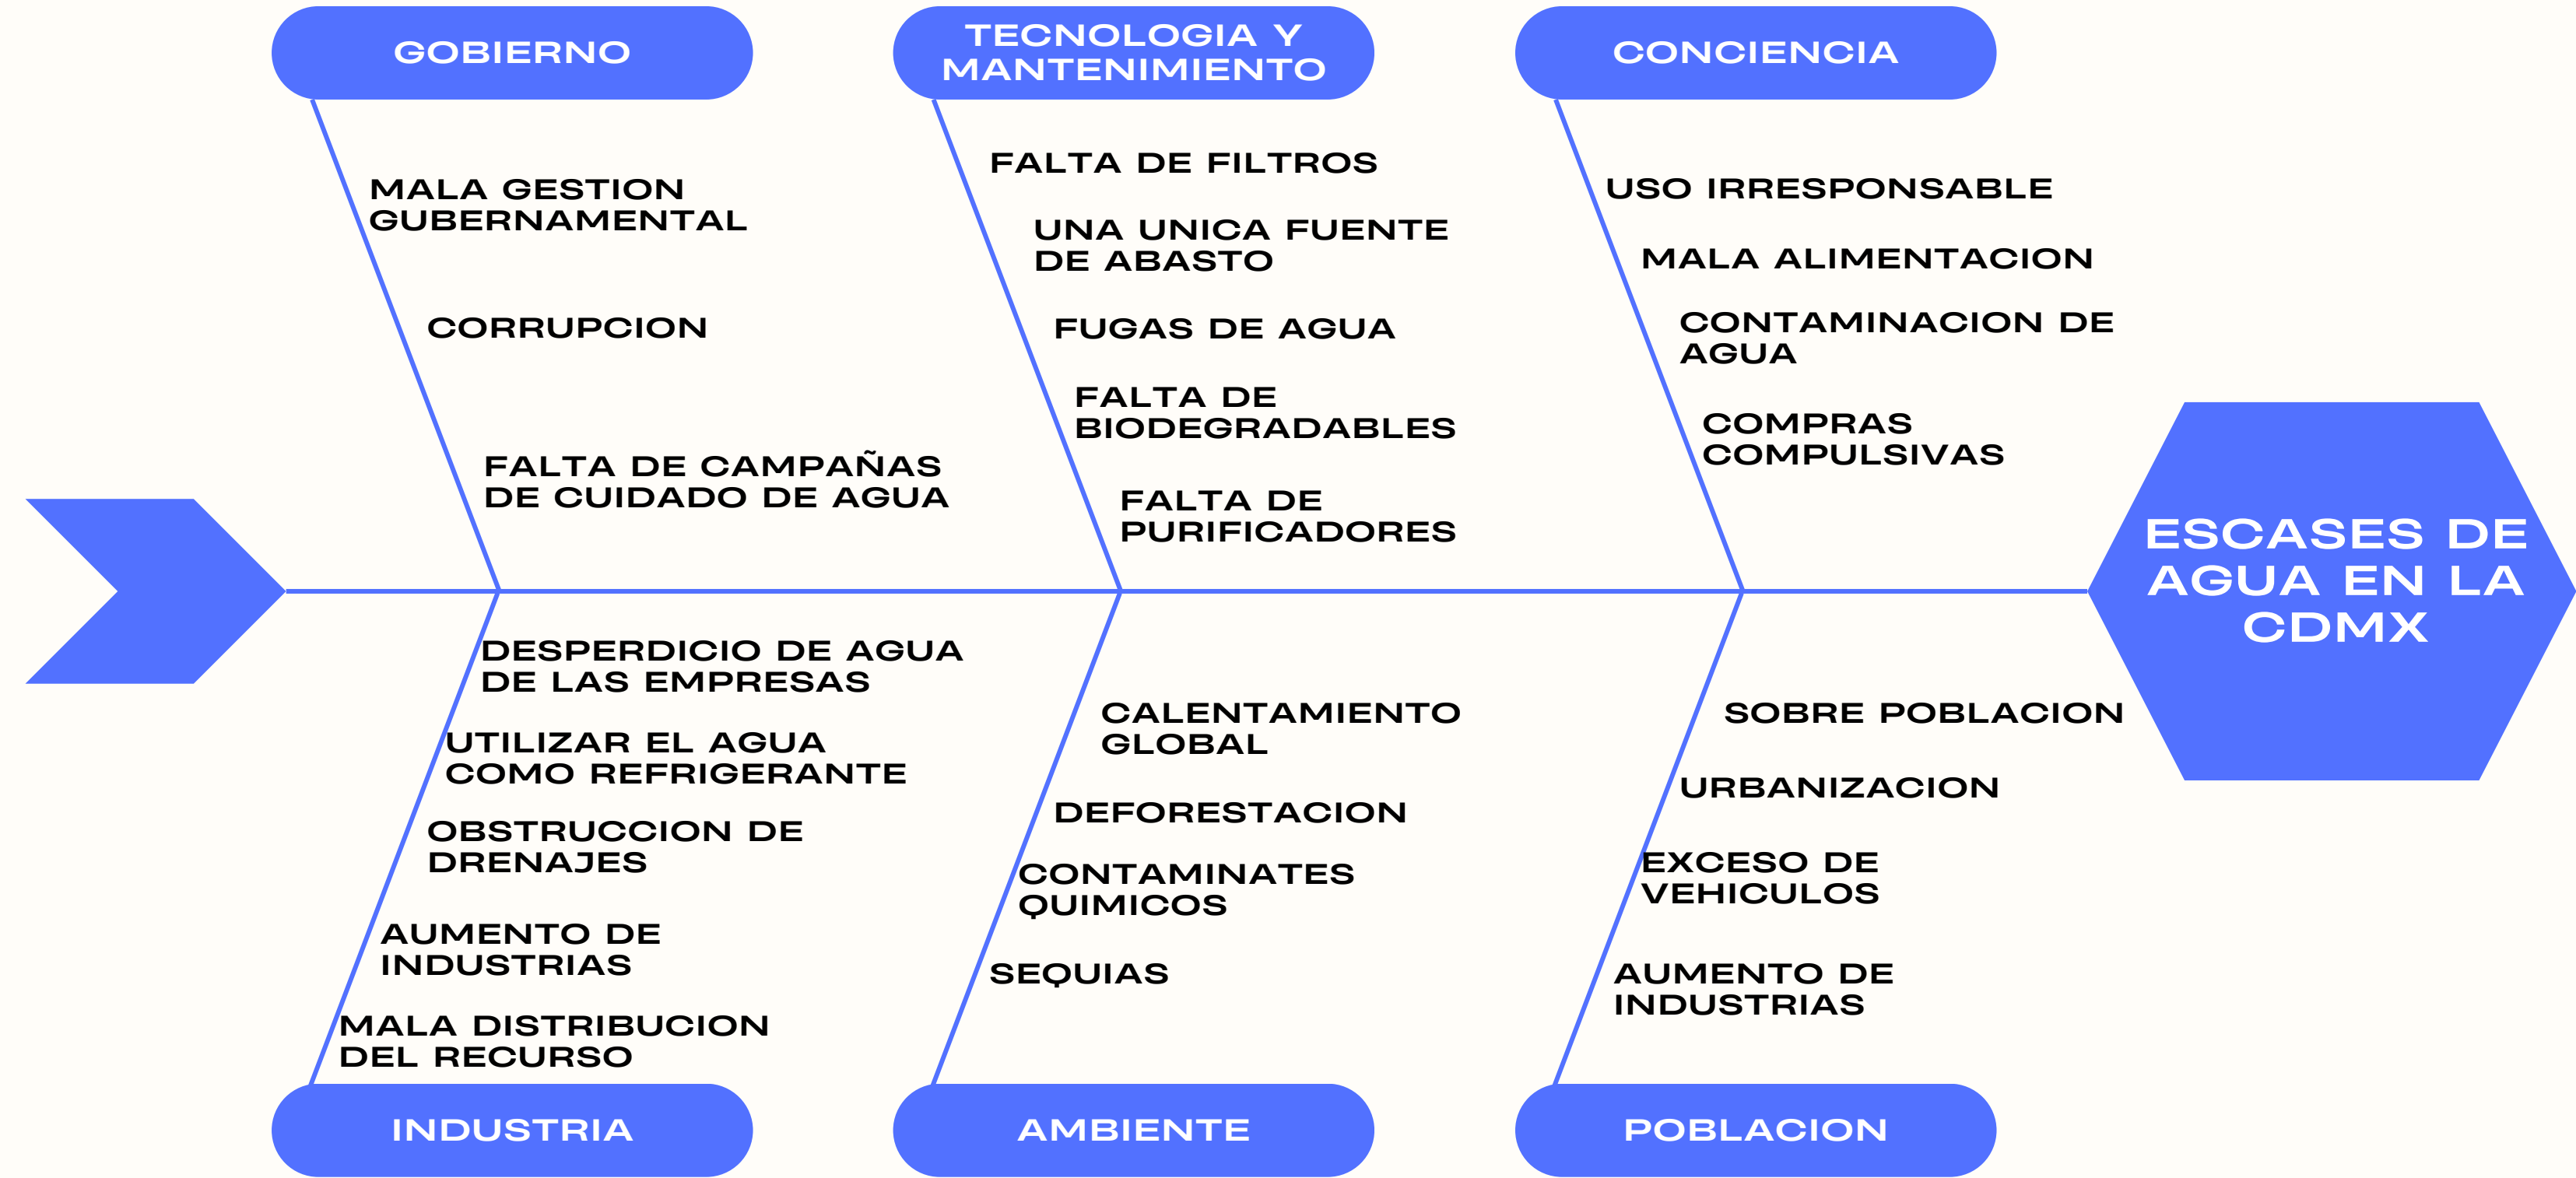 GOBIERNO
MALA GESTION
GUBERNAMENTAL
CORRUPCION
FALTA DE CAMPAÑAS
DE CUIDADO DE AGUA
TECNOLOGIA Y
MANTENIMIENTO
FALTA DE FILTROS
UNA UNICA FUENTE
DE ABASTO
FUGAS DE AGUA
FALTA DE
BIODEGRADABLES
FALTA DE
PURIFICADORES
CONCIENCIA
USO IRRESPONSABLE
MALA ALIMENTACION
CONTAMINACION DE
AGUA
COMPRAS
COMPULSIVAS
ESCASES DE
AGUA EN LA
CDMX
DESPERDICIO DE AGUA
DE LAS EMPRESAS
UTILIZAR EL AGUA
COMO REFRIGERANTE
OBSTRUCCION DE
DRENAJES
AUMENTO DE
INDUSTRIAS
MALA DISTRIBUCION
DEL RECURSO
INDUSTRIA
CALENTAMIENTO
GLOBAL
DEFORESTACION
CONTAMINATES
QUIMICOS
SEQUIAS
AMBIENTE
SOBRE POBLACION
URBANIZACION
EXCESO DE
VEHICULOS
AUMENTO DE
INDUSTRIAS
POBLACION